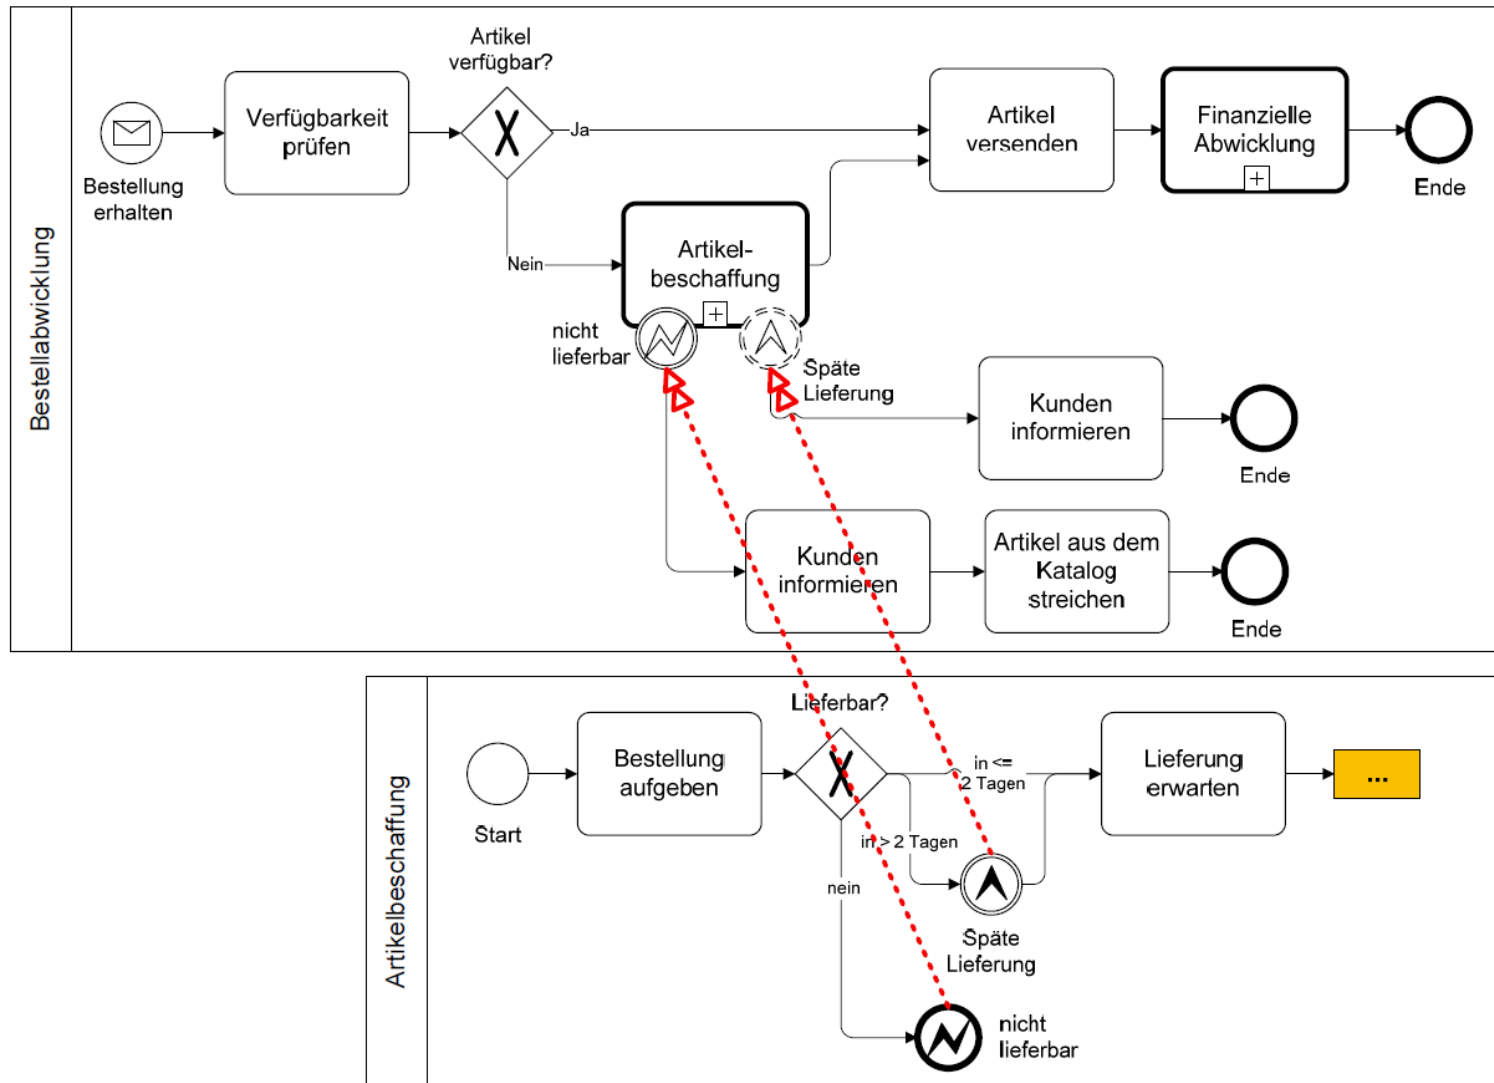 Bestellabwicklung
Bestellung
erhalten
Verfügbarkeit
prüfen
Artikel
verfügbar?
Ja
Nein
Artikel-
beschaffung
nicht
lieferbar
Späte
Lieferung
Artikel
versenden
Finanzielle
Abwicklung
Ende
Kunden
informieren
Ende
Kunden
informieren
Artikel aus dem
Katalog
streichen
Ende
Artikelbeschaffung
Start
Bestellung
aufgeben
Lieferbar?
in <=
2 Tagen
in > 2 Tagen
nein
Späte
Lieferung
nicht
lieferbar
Lieferung
erwarten
...